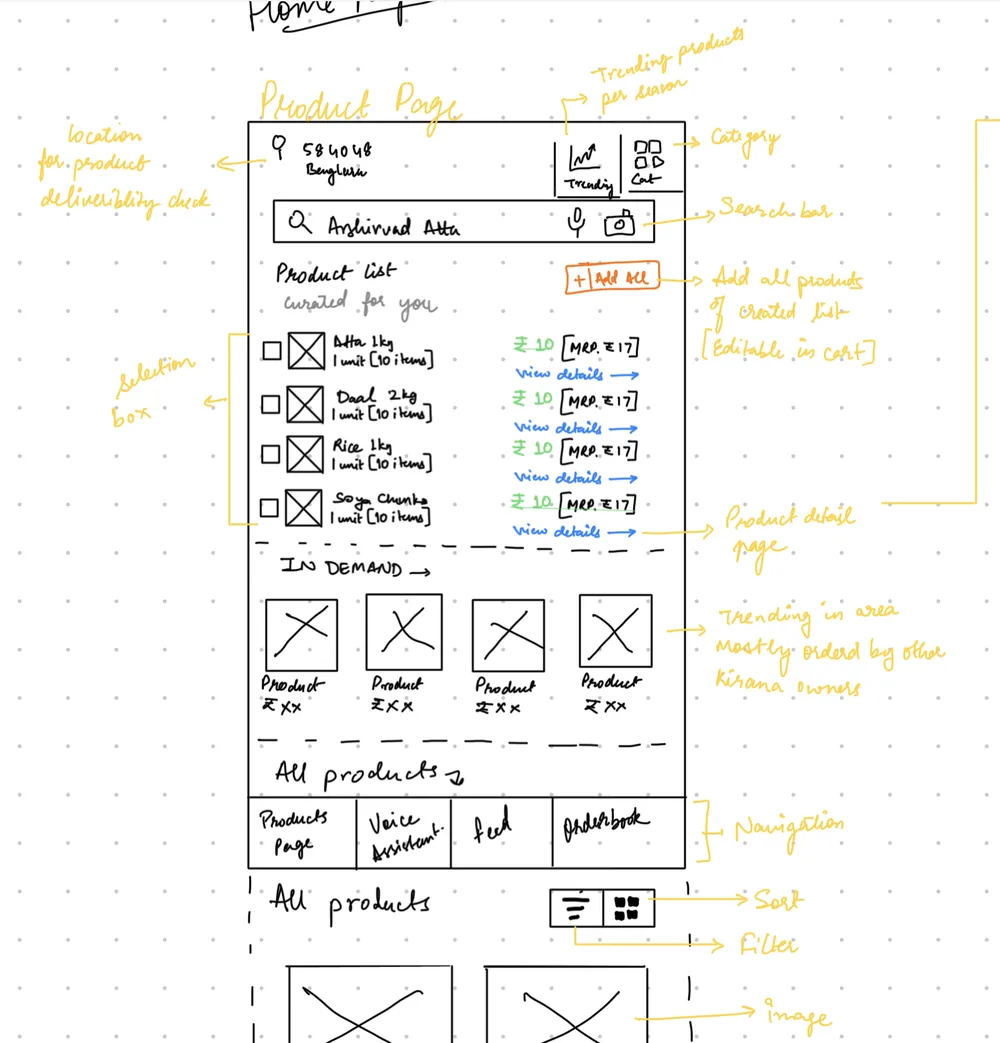 Home Pag
Product Page
Trending products
per season
location
for product
deliveriblity check
584048
Bengluru
Trending
Cat
Category
Arshirvad Atta
Search bar
Product list
curated for you
+ Add All
Add all products
of created list
[Editable in cart]
Selection
box
Atta 1kg
1 unit [10 items]
₹ 10 [MRP. ₹17]
View details →
Daal 2kg
1 unit [10 items]
₹ 10 [MRP. ₹17]
View details →
Rice 1kg
1 unit [10 items]
₹ 10 [MRP. ₹17]
View details →
Soya Chunks
1 unit [10 items]
₹ 10 [MRP. ₹17]
View details →
Product detail
page
IN DEMAND →
Product Product Product Product
₹ xx ₹ xx ₹ xx ₹ xx
Trending in area
Mostly orderd by other
Kirana owners
All products ↓
Products
Page
Voice
Assistant.
feed
Orderbook
Navigation
All products
Sort
Filter
image